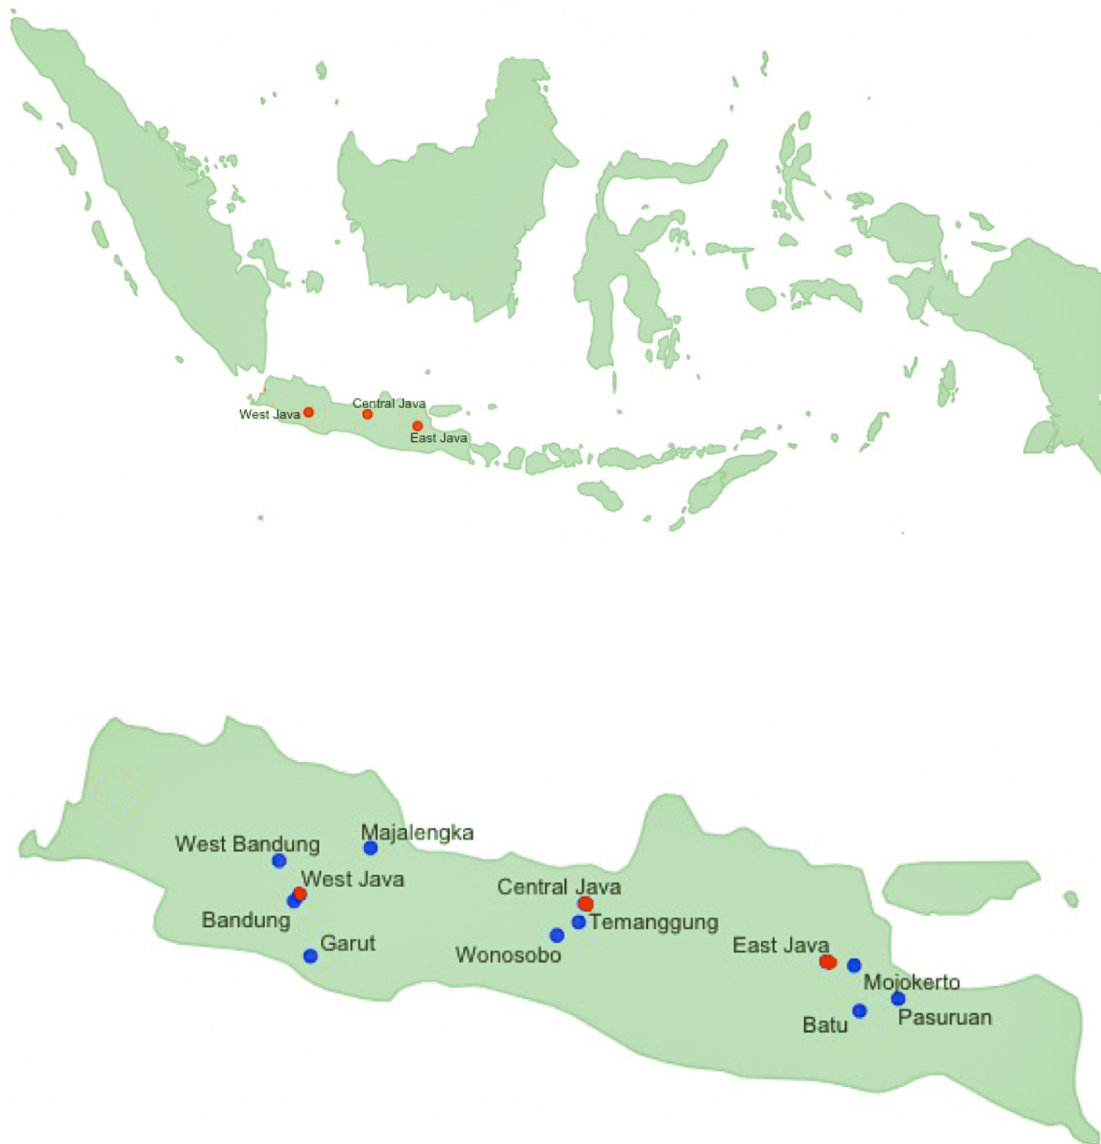 Central Java
West Java
East Java
Majalengka
West Bandung
West Java
Central Java
Bandung
Temanggung
Garut
East Java
Wonosobo
Mojokerto
Pasuruan
Batu